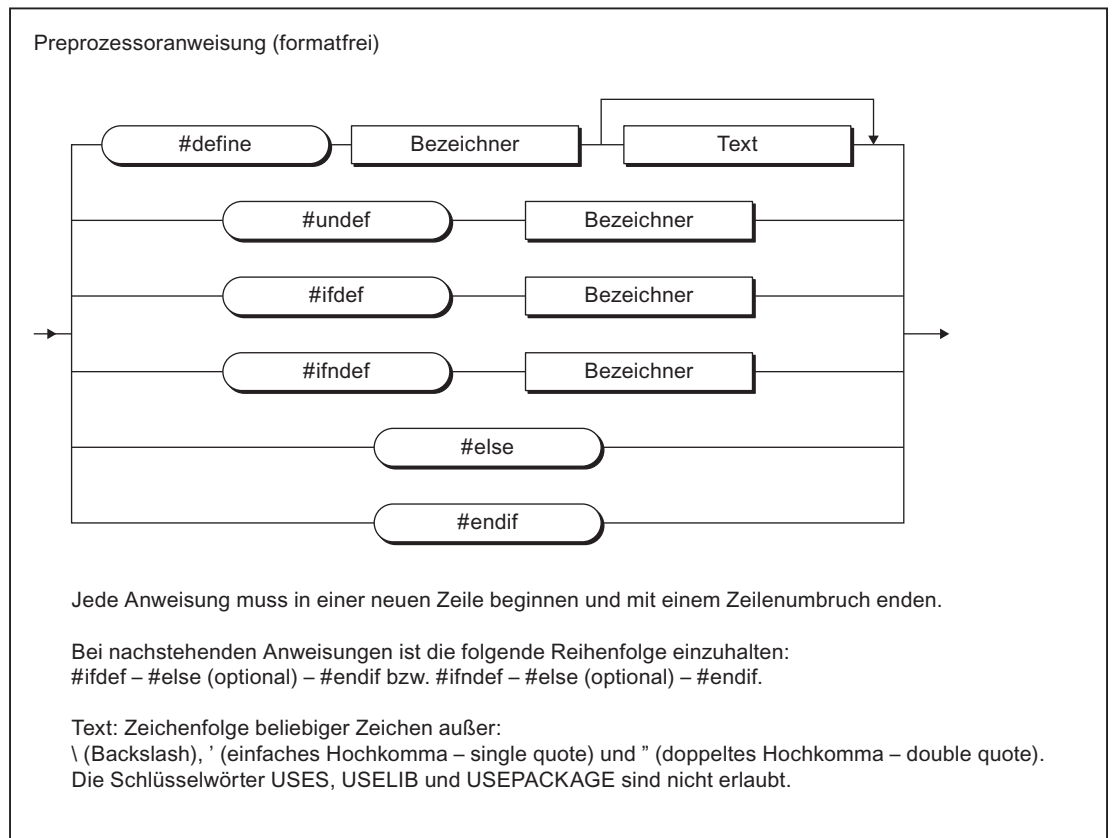 Preprozessoranweisung (formatfrei)
#define Bezeichner Text
#undef Bezeichner
#ifdef Bezeichner
#ifndef Bezeichner
#else
#endif
Jede Anweisung muss in einer neuen Zeile beginnen und mit einem Zeilenumbruch enden.
Bei nachstehenden Anweisungen ist die folgende Reihenfolge einzuhalten:
#ifdef – #else (optional) – #endif bzw. #ifndef – #else (optional) – #endif.
Text: Zeichenfolge beliebiger Zeichen außer:
\ (Backslash), ’ (einfaches Hochkomma – single quote) und ” (doppeltes Hochkomma – double quote).
Die Schlüsselwörter USES, USELIB und USEPACKAGE sind nicht erlaubt.